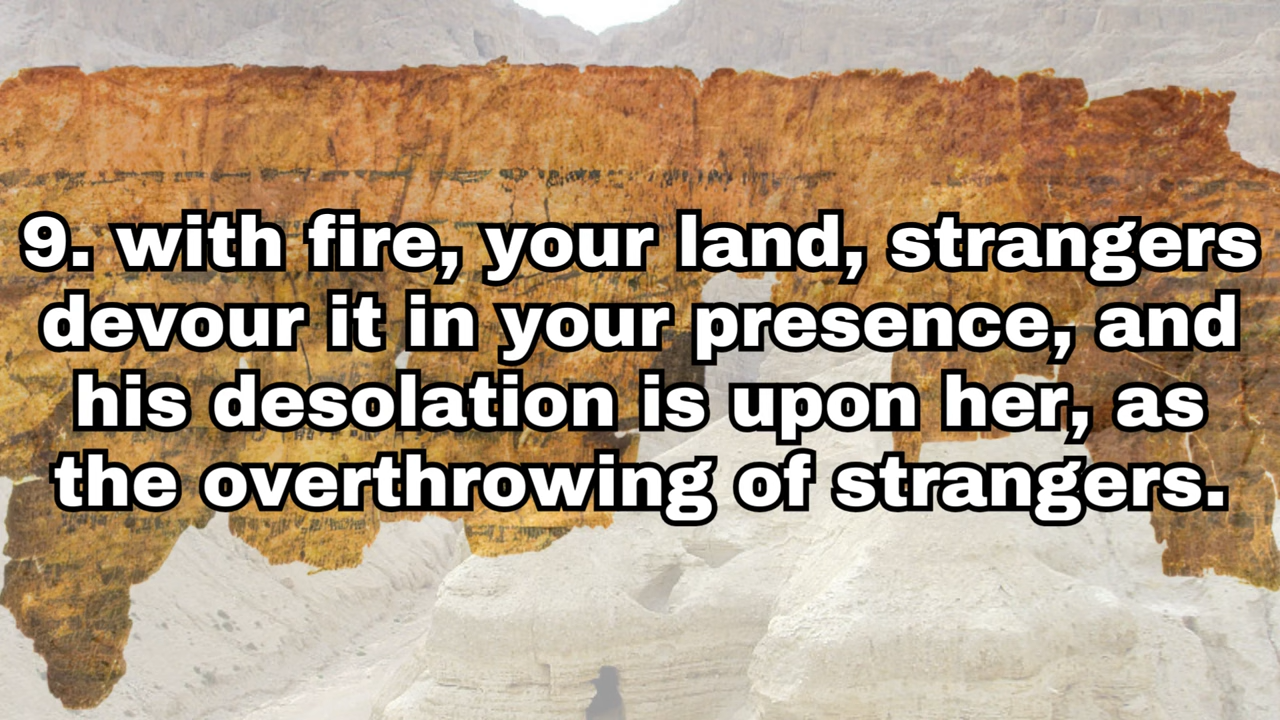 9. with fire, your land, strangers
devour it in your presence, and
his desolation is upon her, as
the overthrowing of strangers.